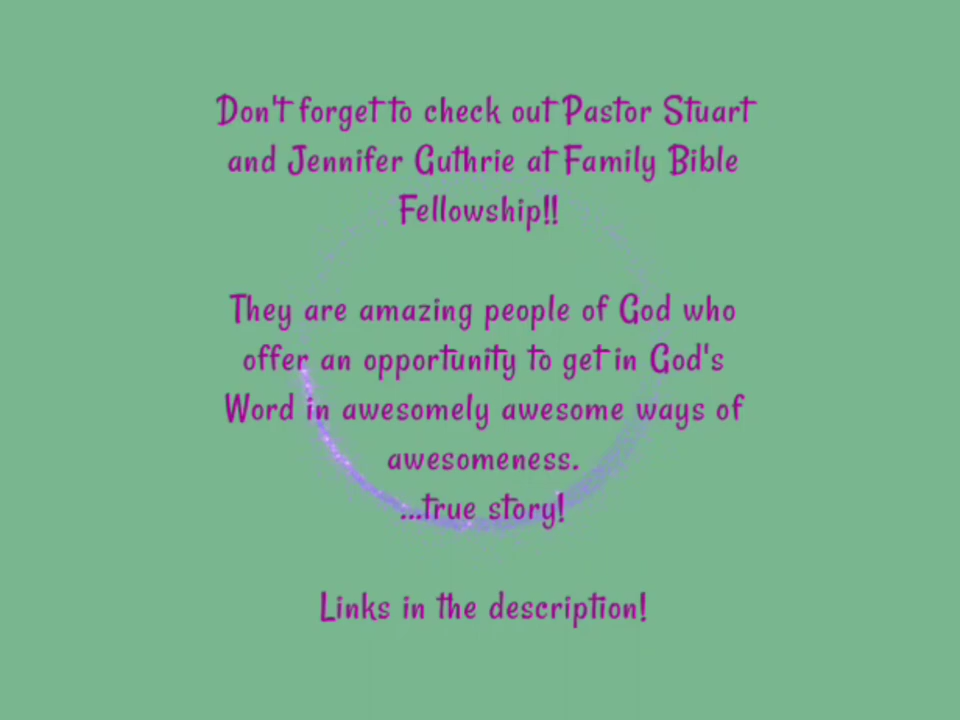 Don't forget to check out Pastor Stuart
and Jennifer Guthrie at Family Bible
Fellowship!!
They are amazing people of God who
offer an opportunity to get in God's
Word in awesomely awesome ways of
awesomeness.
...true story!
Links in the description!